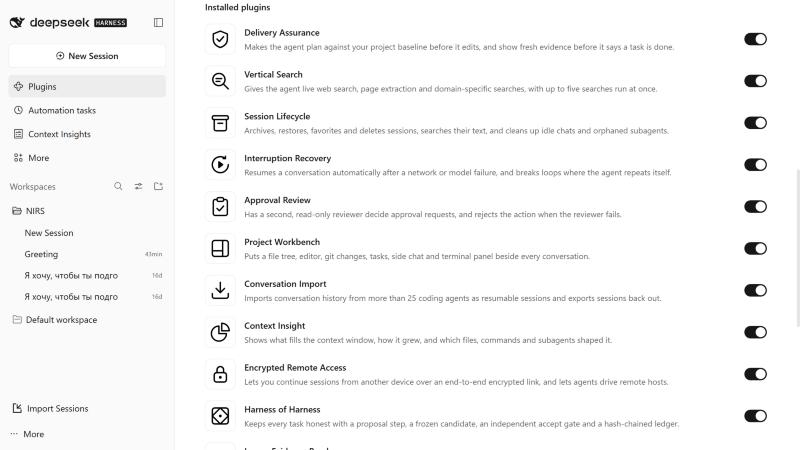 deepseek HARNESS
New Session
Plugins
Automation tasks
Context Insights
More
Workspaces
NIRS
New Session
Greeting 43min
Я хочу, чтобы ты подго 16d
Я хочу, чтобы ты подго 16d
Default workspace
Import Sessions
More
Installed plugins
Delivery Assurance
Makes the agent plan against your project baseline before it edits, and show fresh evidence before it says a task is done.
Vertical Search
Gives the agent live web search, page extraction and domain-specific searches, with up to five searches run at once.
Session Lifecycle
Archives, restores, favorites and deletes sessions, searches their text, and cleans up idle chats and orphaned subagents.
Interruption Recovery
Resumes a conversation automatically after a network or model failure, and breaks loops where the agent repeats itself.
Approval Review
Has a second, read-only reviewer decide approval requests, and rejects the action when the reviewer fails.
Project Workbench
Puts a file tree, editor, git changes, tasks, side chat and terminal panel beside every conversation.
Conversation Import
Imports conversation history from more than 25 coding agents as resumable sessions and exports sessions back out.
Context Insight
Shows what fills the context window, how it grew, and which files, commands and subagents shaped it.
Encrypted Remote Access
Lets you continue sessions from another device over an end-to-end encrypted link, and lets agents drive remote hosts.
Harness of Harness
Keeps every task honest with a proposal step, a frozen candidate, an independent accept gate and a hash-chained ledger.